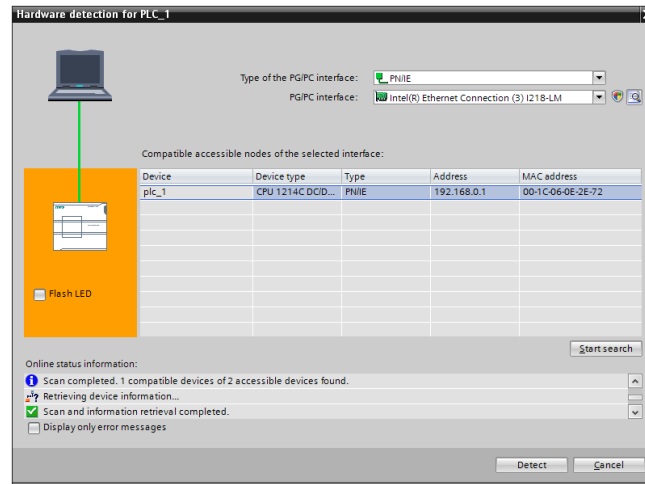 Hardware detection for PLC_1
Type of the PG/PC interface: PN/IE
PG/PC interface: Intel(R) Ethernet Connection (3) I218-LM
Compatible accessible nodes of the selected interface:
Device Device type Type Address MAC address
plc_1 CPU 1214C DC/D... PN/IE 192.168.0.1 00-1C-06-0E-2E-72
Flash LED
Start search
Online status information:
Scan completed. 1 compatible devices of 2 accessible devices found.
Retrieving device information...
Scan and information retrieval completed.
Display only error messages
Detect Cancel